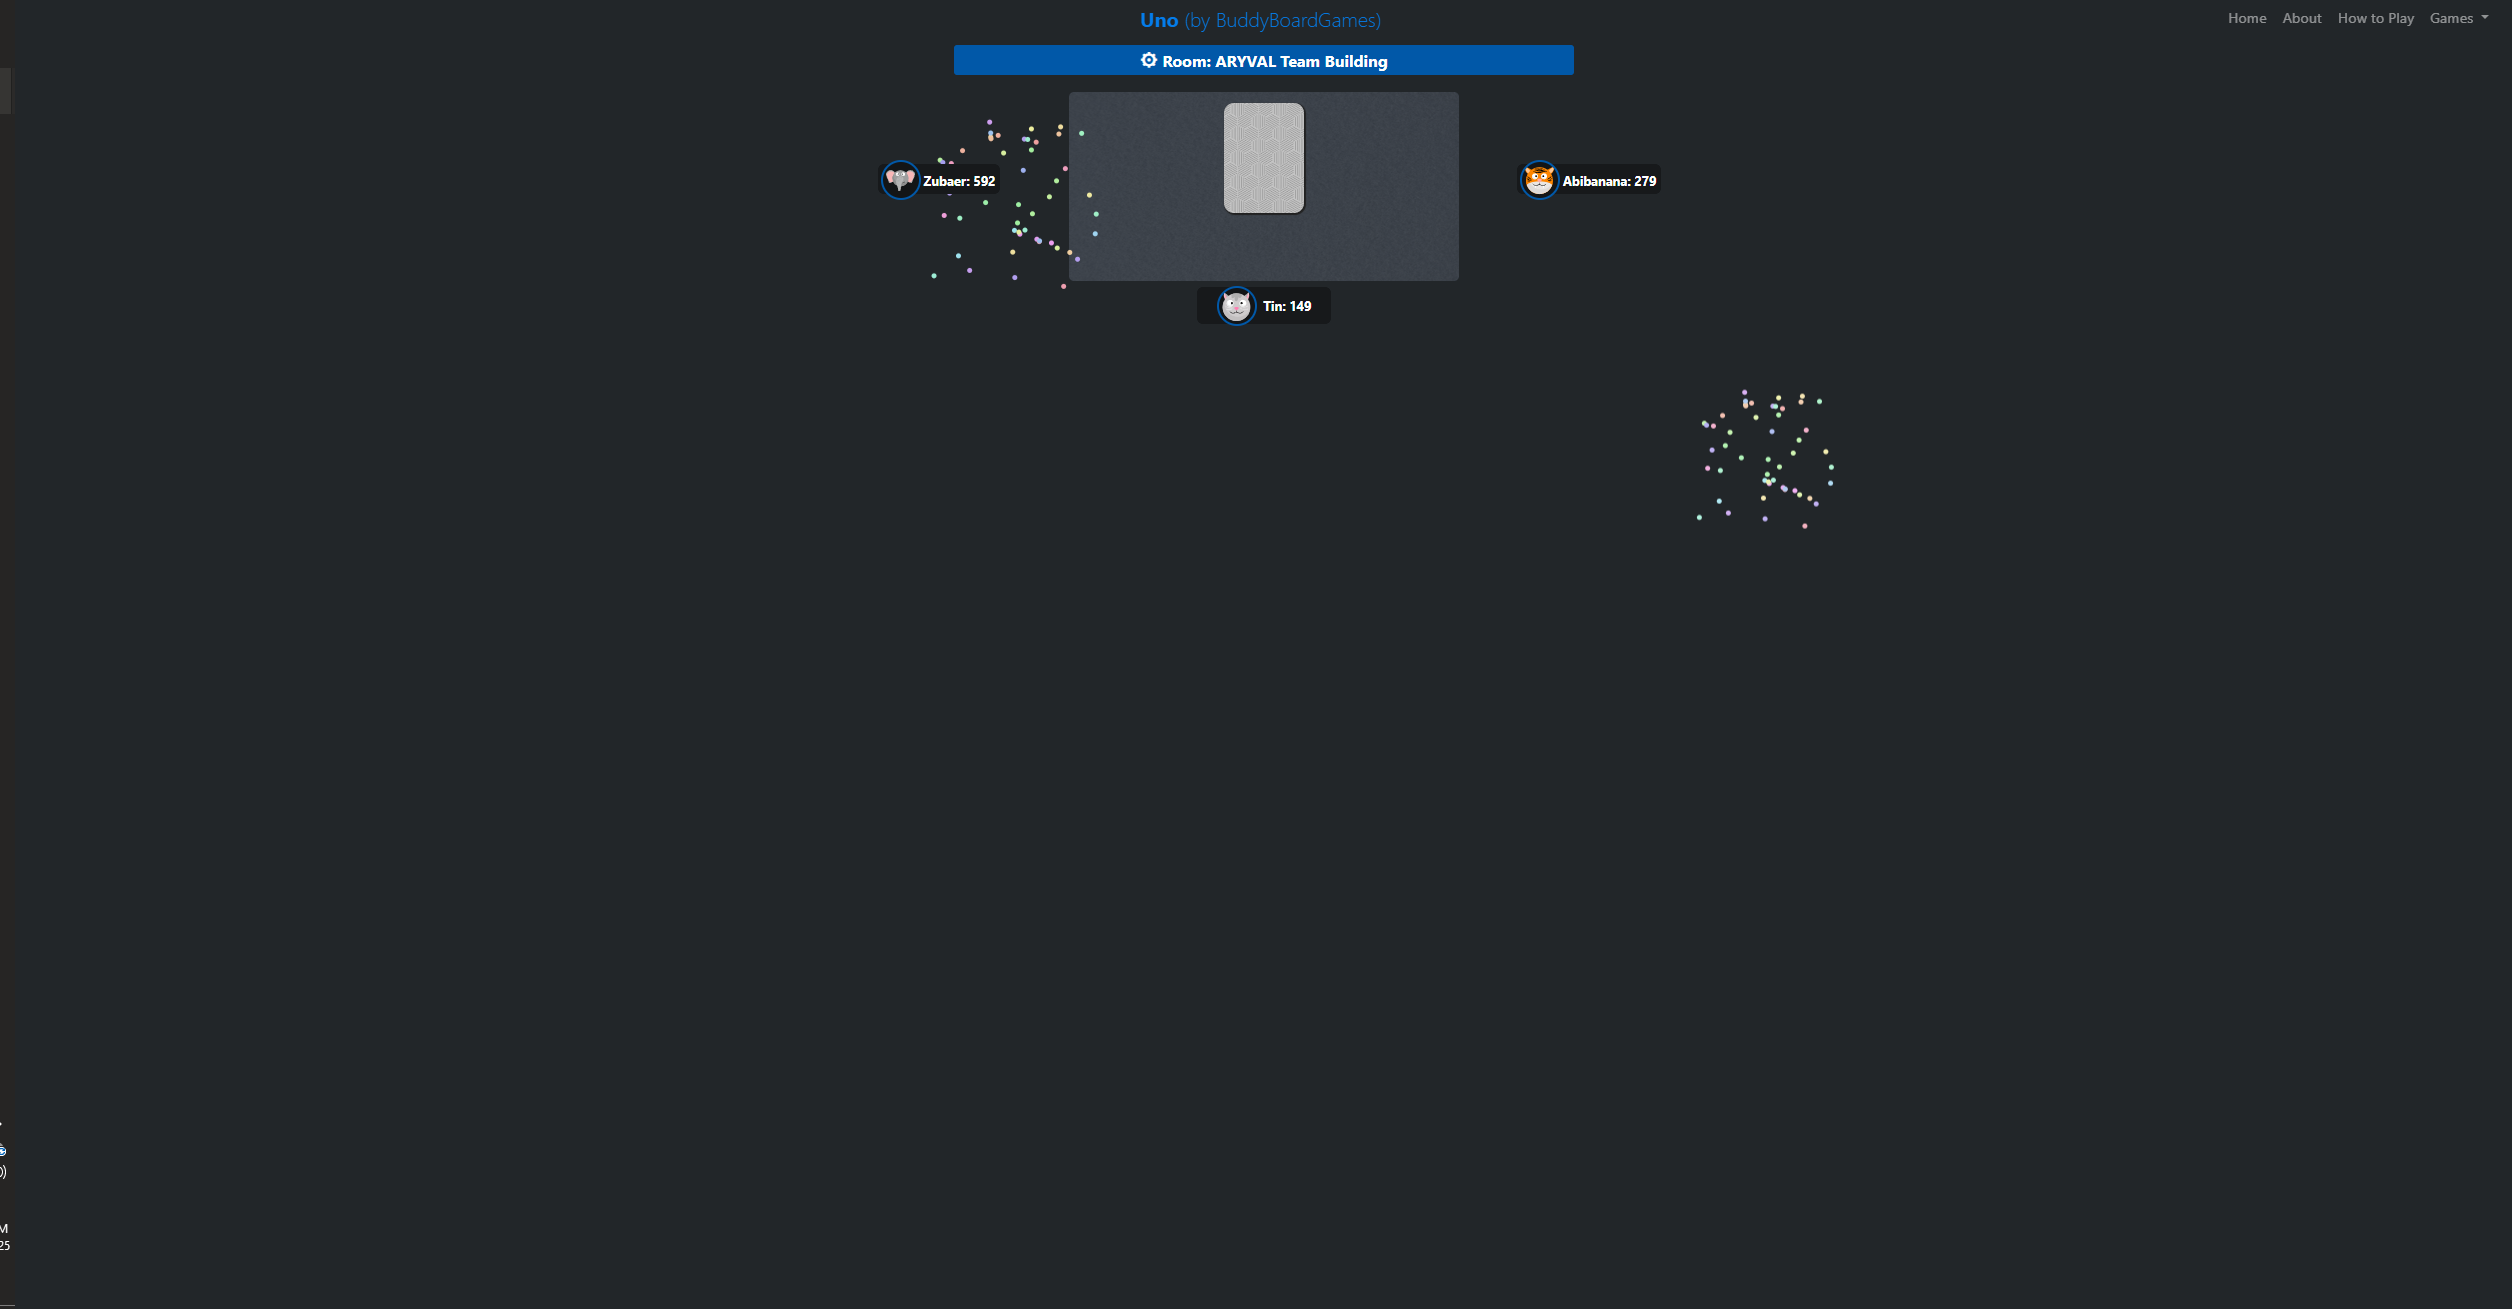 Uno (by BuddyBoardGames)
Home About How to Play Games
Room: ARYVAL Team Building
Zubaer: 592
Abibanana: 279
Tin: 149
M
25